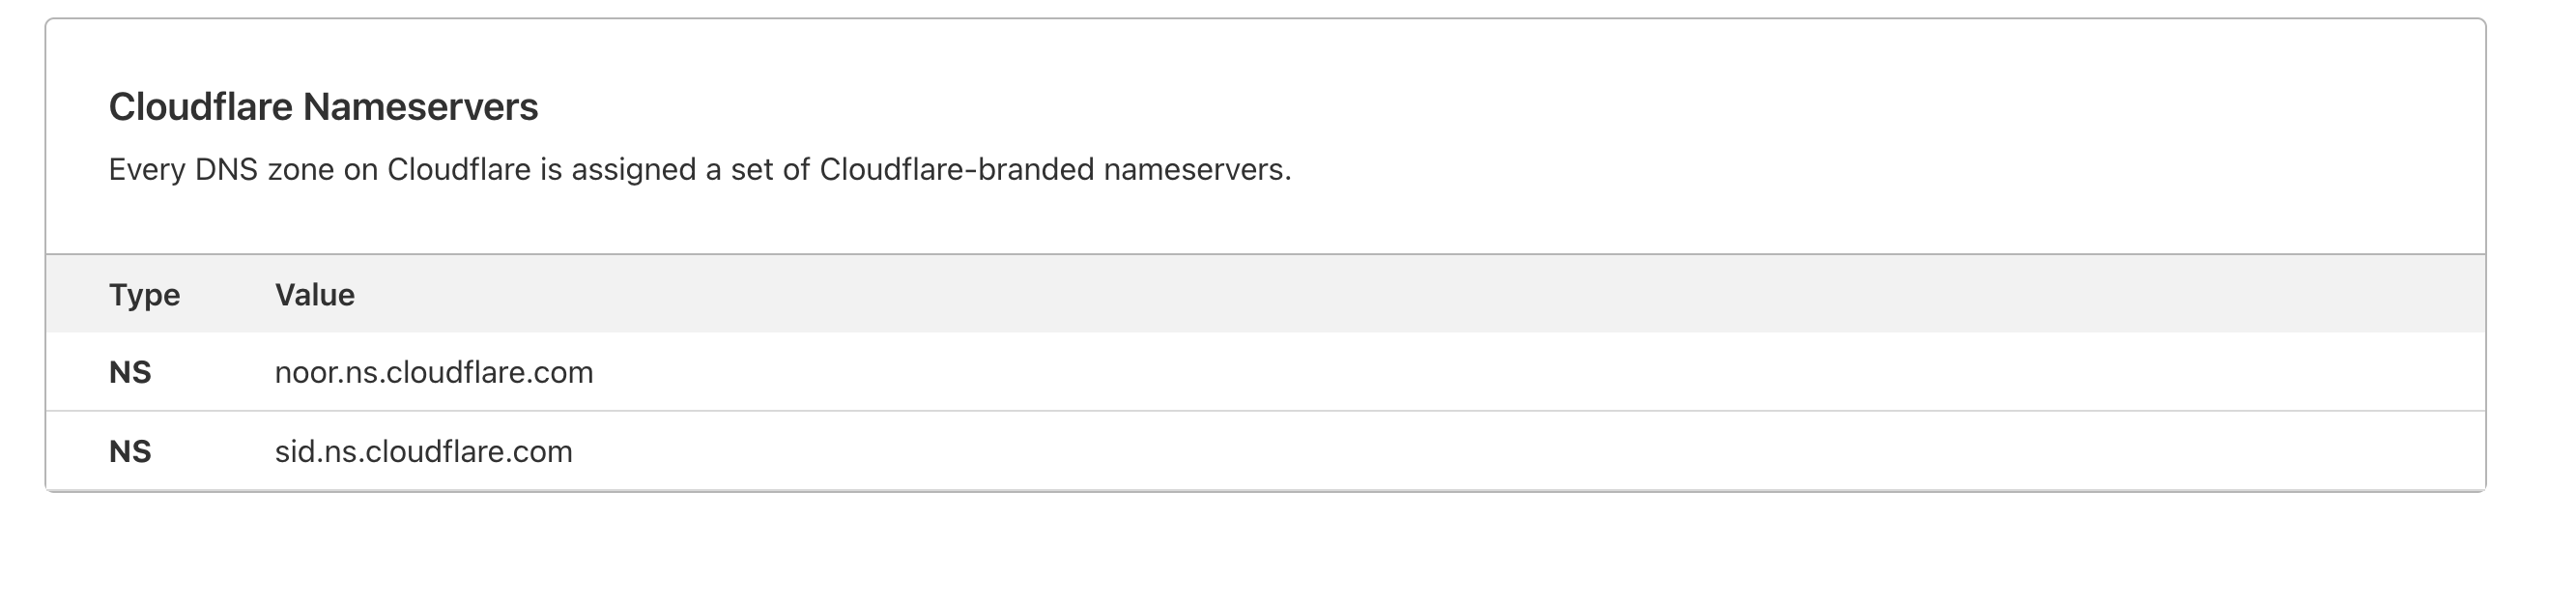 Cloudflare Nameservers
Every DNS zone on Cloudflare is assigned a set of Cloudflare-branded nameservers.
Type Value
NS noor.ns.cloudflare.com
NS sid.ns.cloudflare.com